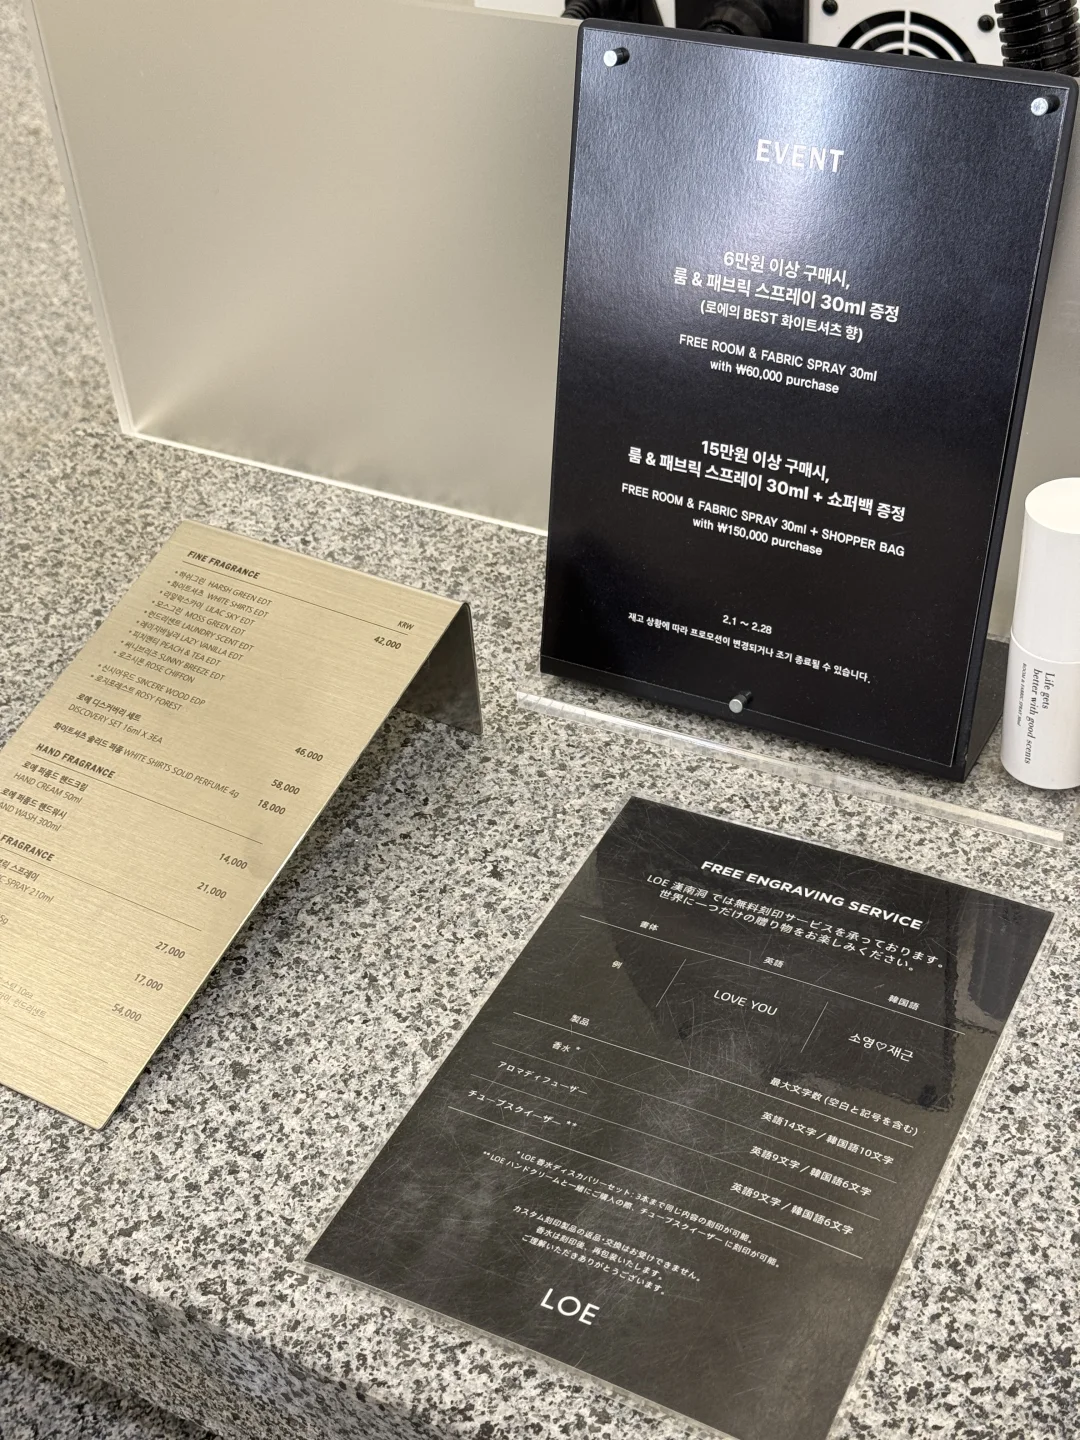 EVENT
6만원 이상 구매시,
룸 & 패브릭 스프레이 30ml 증정
(로에의 BEST 화이트셔츠 향)
FREE ROOM & FABRIC SPRAY 30ml
with ₩60,000 purchase
15만원 이상 구매시,
룸 & 패브릭 스프레이 30ml + 쇼퍼백 증정
FREE ROOM & FABRIC SPRAY 30ml + SHOPPER BAG
with ₩150,000 purchase
2.1 ~ 2.28
재고 상황에 따라 프로모션이 변경되거나 조기 종료될 수 있습니다.
Life gets
better with good scents
ROOM & FABRIC SPRAY 30ml
FINE FRAGRANCE
KRW
• 하쉬그린 HARSH GREEN EDT 42,000
• 화이트셔츠 WHITE SHIRTS EDT
• 라일락스카이 LILAC SKY EDT
• 모스그린 MOSS GREEN EDT
• 런드리센트 LAUNDRY SCENT EDT
• 레이지바닐라 LAZY VANILLA EDT
• 피치앤티 PEACH & TEA EDT
• 써니브리즈 SUNNY BREEZE EDT
• 로즈시폰 ROSE CHIFFON
• 신시어우드 SINCERE WOOD EDP 46,000
• 로지포레스트 ROSY FOREST
로에 디스커버리 세트 58,000
DISCOVERY SET 16ml X 3EA
화이트셔츠 솔리드 퍼퓸 WHITE SHIRTS SOLID PERFUME 4g 18,000
HAND FRAGRANCE
로에 퍼퓸드 핸드크림 14,000
HAND CREAM 50ml
로에 퍼퓸드 핸드워시 21,000
AND WASH 300ml
FRAGRANCE
브릭 스프레이 27,000
SPRAY 210ml
17,000
54,000
FREE ENGRAVING SERVICE
LOE 漢南洞 では無料刻印サービスを承っております。
世界に一つだけの贈り物をお楽しみください。
書体 英語 韓国語
例 LOVE YOU 소영♡재근
製品 最大文字数 (空白と記号を含む)
香水 * 英語14文字 / 韓国語10文字
アロマディフューザー 英語9文字 / 韓国語6文字
チューブスクイーザー ** 英語9文字 / 韓国語6文字
* LOE 香水ディスカバリーセット: 3本まで同じ内容の刻印が可能。
**LOE ハンドクリームと一緒にご購入の際、チューブスクイーザーに刻印が可能。
カスタム刻印製品の返品・交換はお受けできません。
香水は刻印後、再包装いたします。
ご理解いただきありがとうございます。
LOE